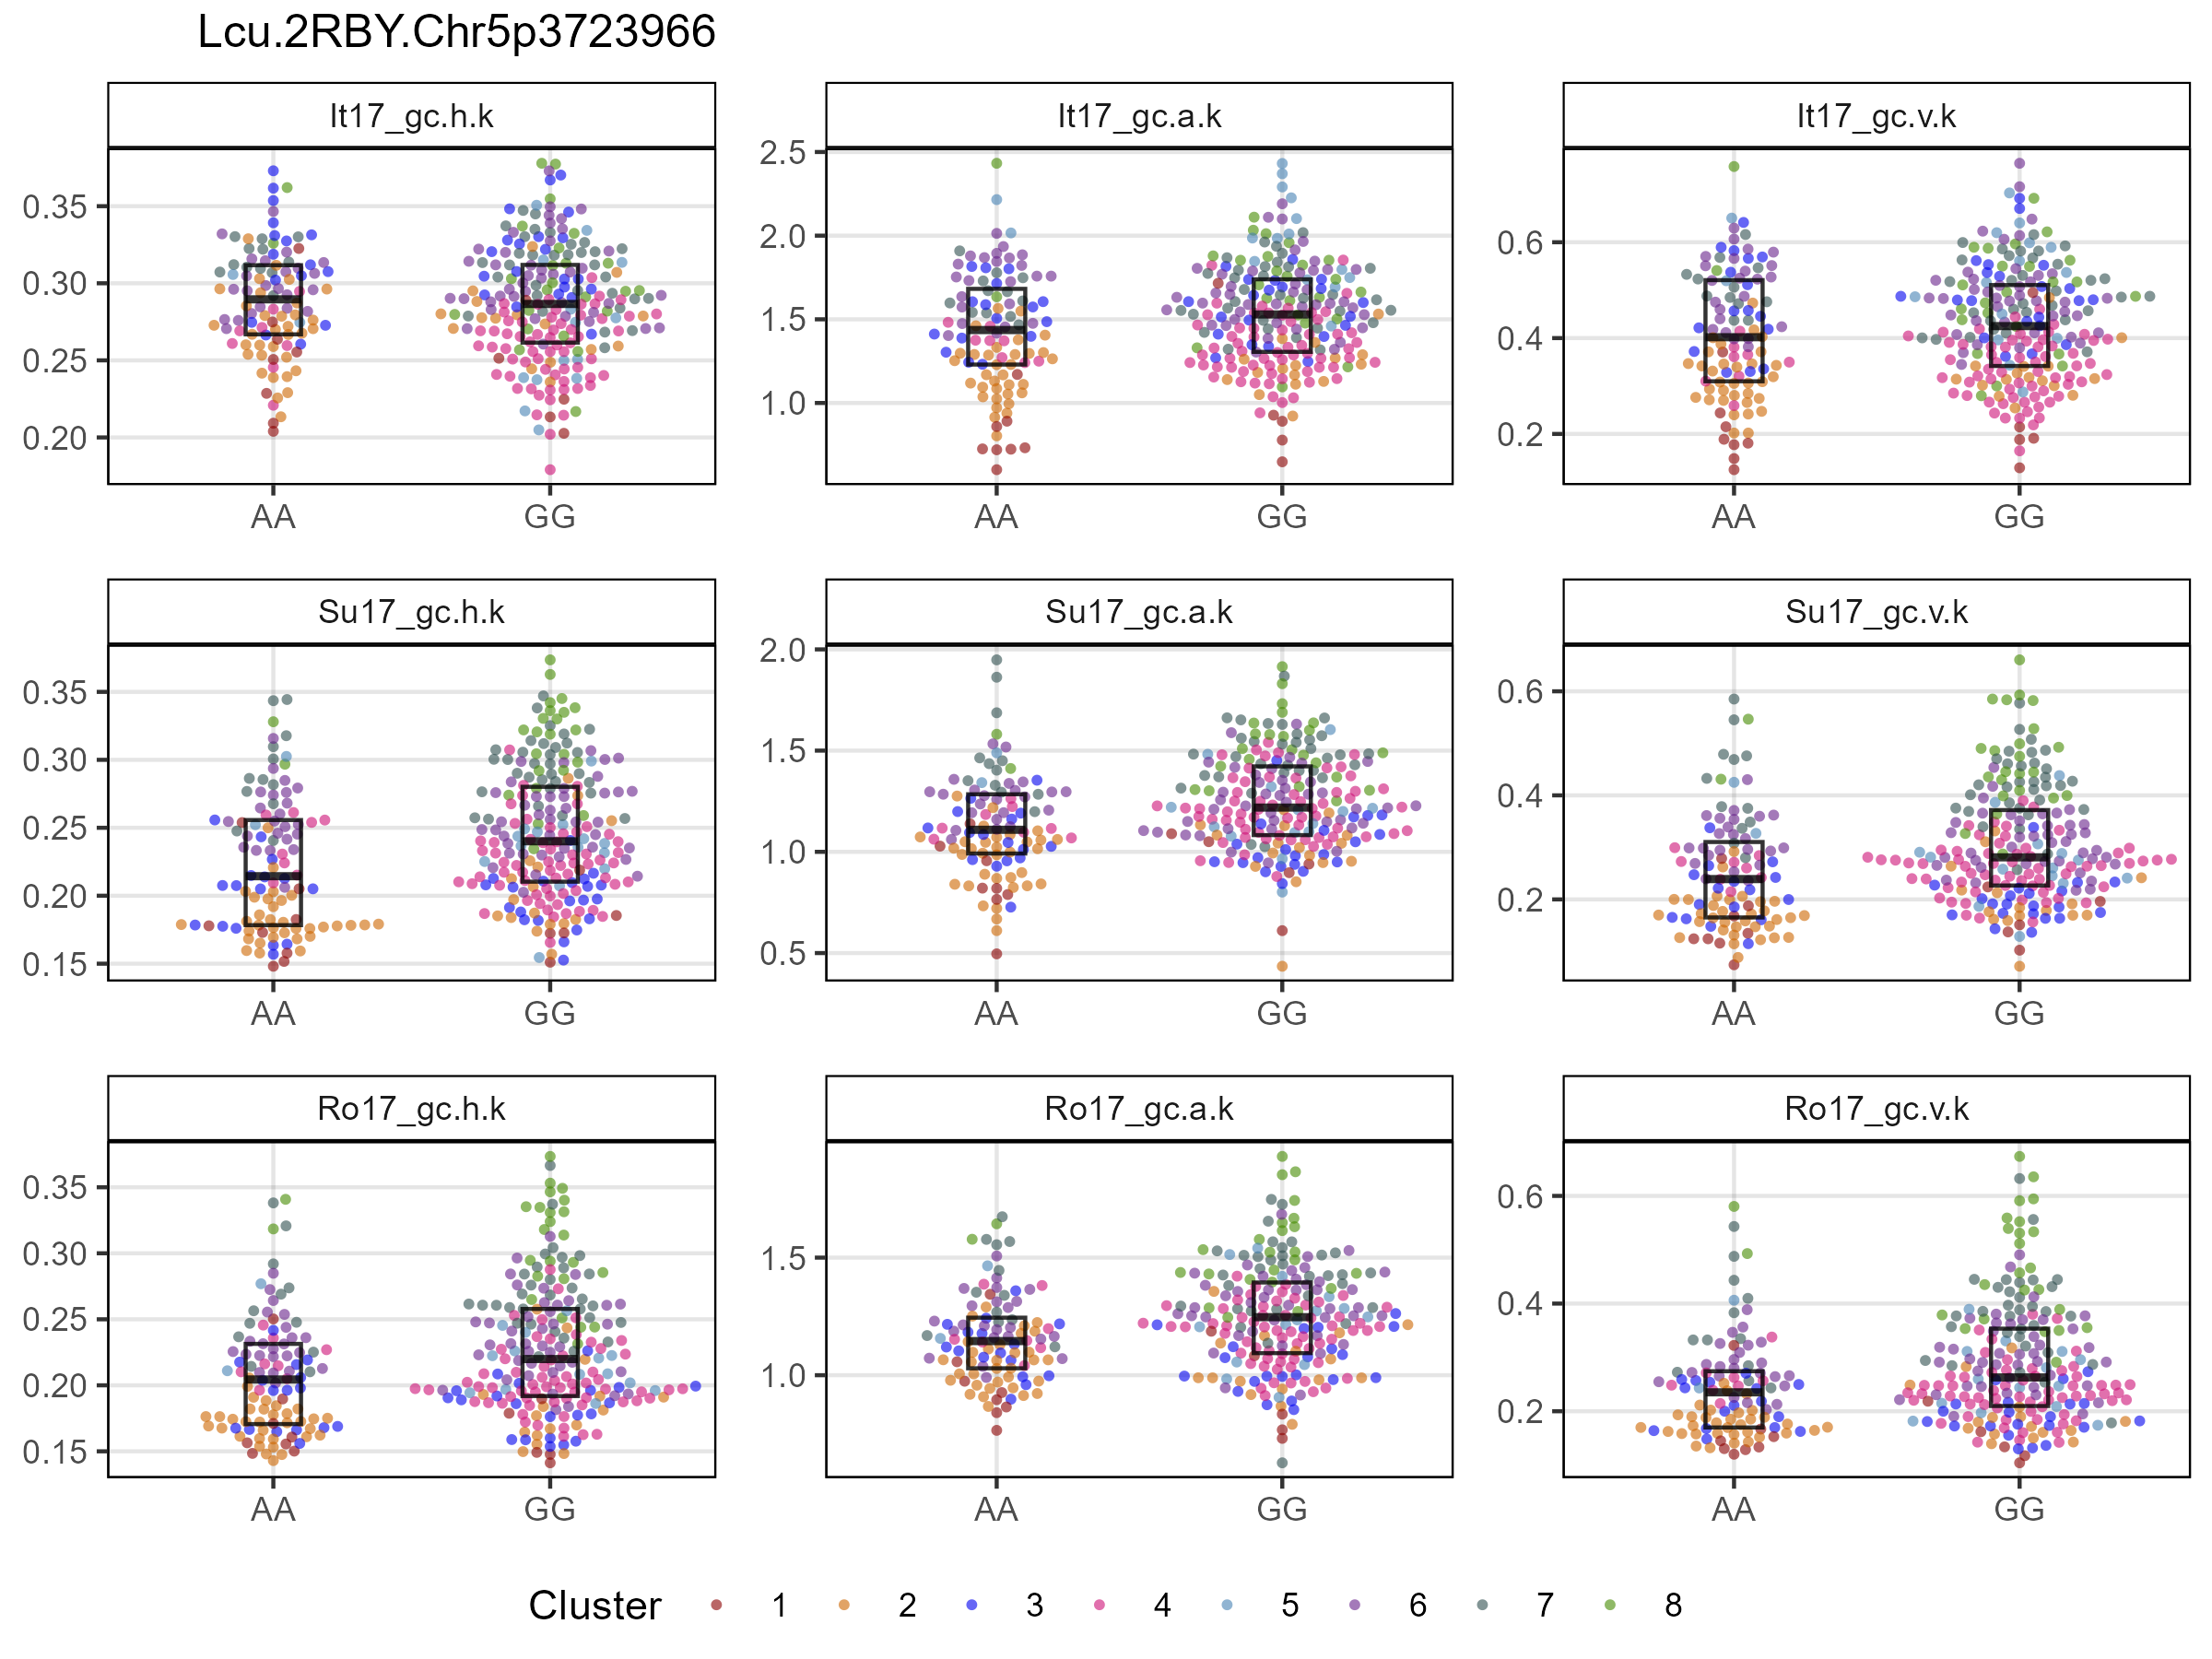 Lcu.2RBY.Chr5p3723966
It17_gc.h.k
It17_gc.a.k
It17_gc.v.k
0.35
0.30
0.25
0.20
AA
GG
2.5
2.0
1.5
1.0
AA
GG
0.6
0.4
0.2
AA
GG
Su17_gc.h.k
Su17_gc.a.k
Su17_gc.v.k
0.35
0.30
0.25
0.20
0.15
AA
GG
2.0
1.5
1.0
0.5
AA
GG
0.6
0.4
0.2
AA
GG
Ro17_gc.h.k
Ro17_gc.a.k
Ro17_gc.v.k
0.35
0.30
0.25
0.20
0.15
AA
GG
1.5
1.0
AA
GG
0.6
0.4
0.2
AA
GG
Cluster 1 2 3 4 5 6 7 8